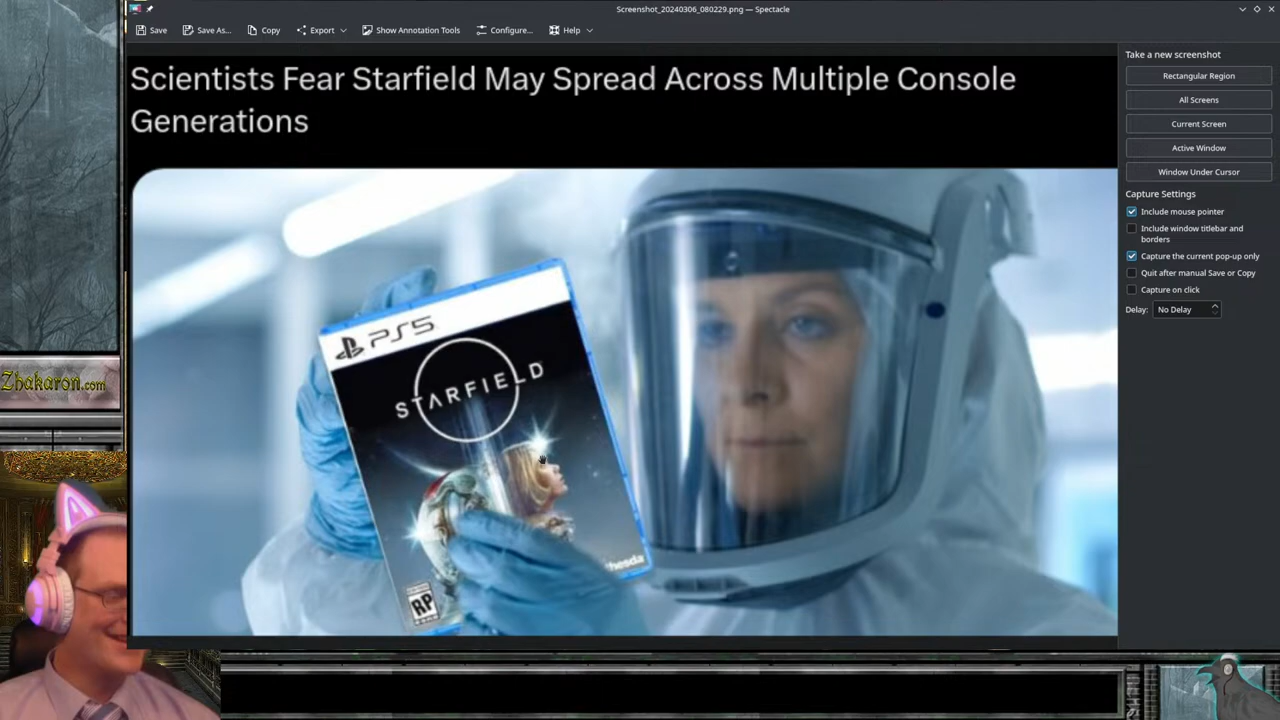 Screenshot_20240306_080229.png — Spectacle
Save
Save As...
Copy
Export
Show Annotation Tools
Configure...
Help
Scientists Fear Starfield May Spread Across Multiple Console
Generations
PS5
STARFIELD
RP
Take a new screenshot
Rectangular Region
All Screens
Current Screen
Active Window
Window Under Cursor
Capture Settings
Include mouse pointer
Include window titlebar and
borders
Capture the current pop-up only
Quit after manual Save or Copy
Capture on click
Delay: No Delay
Zhakaron.com